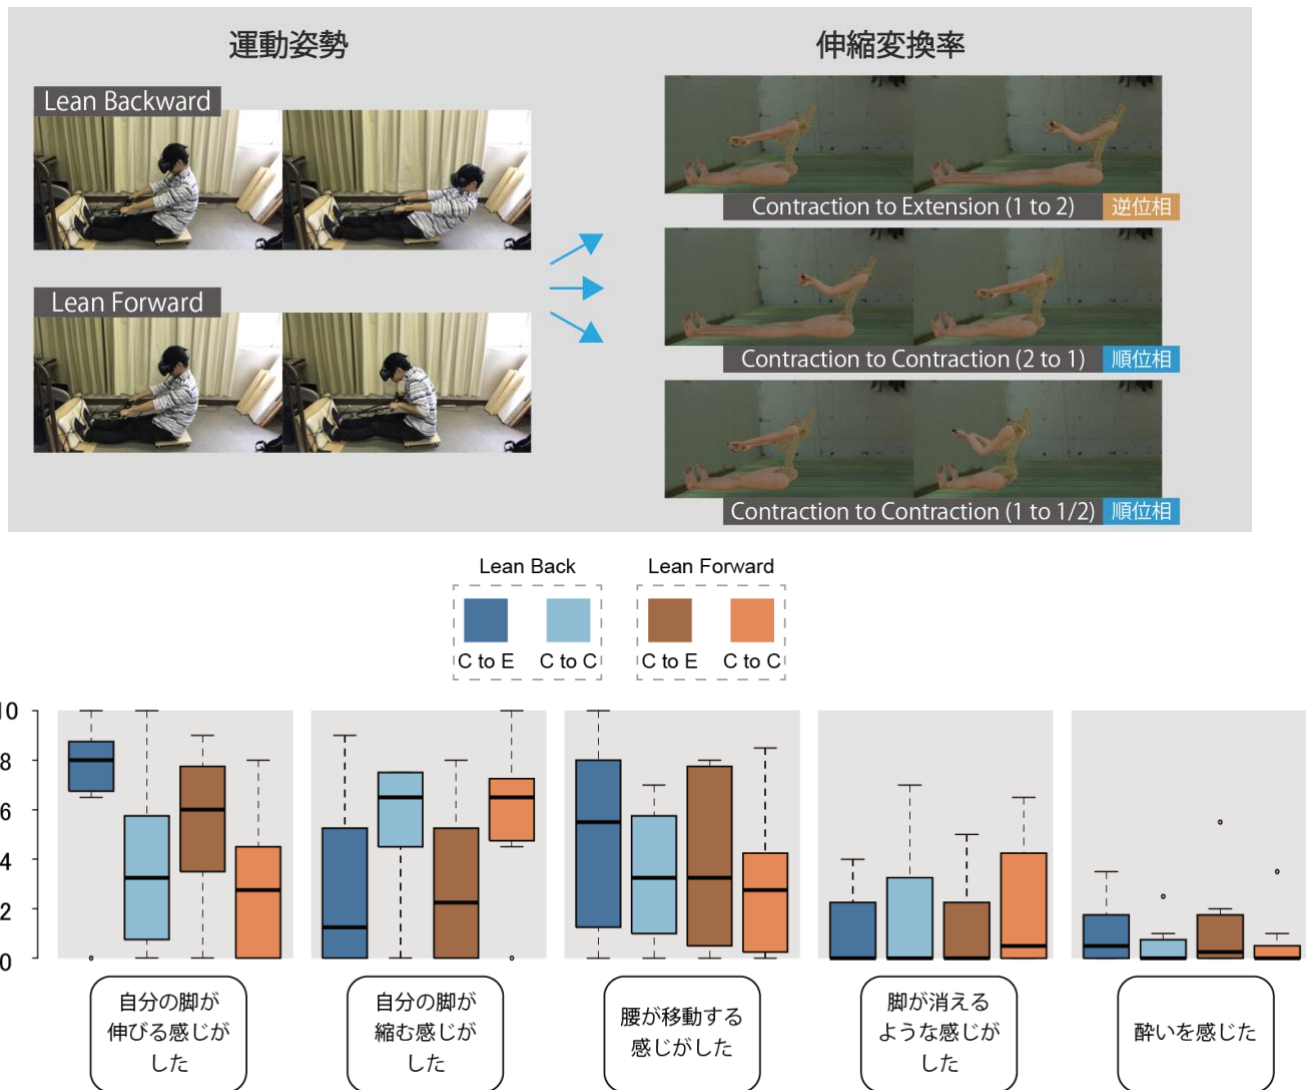 運動姿勢
伸縮変換率
Lean Backward
Lean Forward
Contraction to Extension (1 to 2)
逆位相
Contraction to Contraction (2 to 1)
順位相
Contraction to Contraction (1 to 1/2)
順位相
Lean Back
Lean Forward
C to E
C to C
C to E
C to C
10
8
6
4
2
0
自分の脚が
伸びる感じが
した
自分の脚が
縮む感じが
した
腰が移動する
感じがした
脚が消える
ような感じが
した
酔いを感じた